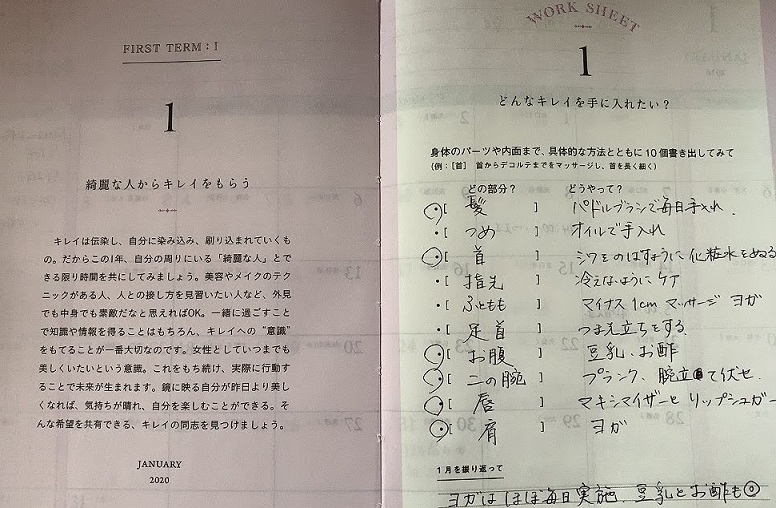 FIRST TERM : I
1
綺麗な人からキレイをもらう
キレイは伝染し、自分に染み込み、刷り込まれていくも
の。だからこの1年、自分の周りにいる「綺麗な人」とで
きる限り時間を共にしてみましょう。美容やメイクのテク
ニックがある人、人との接し方を見習いたい人など、外見
でも中身でも素敵だなと思えればOK。一緒に過ごすこと
で知識や情報を得ることはもちろん、キレイへの“意識”
をもてることが一番大切なのです。女性としていつまでも
美しくいたいという意識。これをもち続け、実際に行動す
ることで未来が生まれます。鏡に映る自分が昨日より美し
くなれば、気持ちが晴れ、自分を楽しむことができる。そ
んな希望を共有できる、キレイの同志を見つけましょう。
JANUARY
2020
WORK SHEET
1
どんなキレイを手に入れたい?
身体のパーツや内面まで、具体的な方法とともに10個書き出してみて
(例:[首] 首からデコルテまでをマッサージし、首を長く細く)
どの部分? どうやって?
・[ 髪 ] パドルブラシで毎日手入れ.
・[ つめ ] オイルで手入れ
・[ 首 ] シワをのばすように化粧水をぬる
・[ 指先 ] 冷えないようにケア
・[ ふともも ] マイナス1cm マッサージ ヨガ
・[ 足首 ] つま先立ちをする
・[ お腹 ] 豆乳、お酢
・[ 二の腕 ] プランク、腕立て伏せ.
・[ 唇 ] マキシマイザーとリップシュガー
・[ 肩 ] ヨガ
1月を振り返って
ヨガはほぼ毎日実施、豆乳とお酢も◎